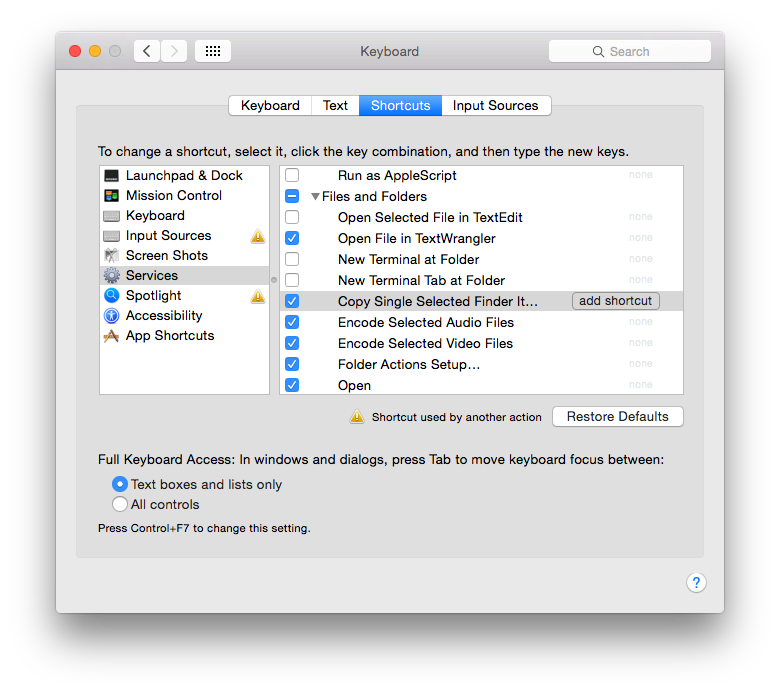 Keyboard
Search
Keyboard Text Shortcuts Input Sources
To change a shortcut, select it, click the key combination, and then type the new keys.
Launchpad & Dock
Mission Control
Keyboard
Input Sources
Screen Shots
Services
Spotlight
Accessibility
App Shortcuts
Run as AppleScript none
Files and Folders
Open Selected File in TextEdit none
Open File in TextWrangler none
New Terminal at Folder none
New Terminal Tab at Folder none
Copy Single Selected Finder It… add shortcut
Encode Selected Audio Files none
Encode Selected Video Files none
Folder Actions Setup… none
Open none
Shortcut used by another action Restore Defaults
Full Keyboard Access: In windows and dialogs, press Tab to move keyboard focus between:
Text boxes and lists only
All controls
Press Control+F7 to change this setting.
?